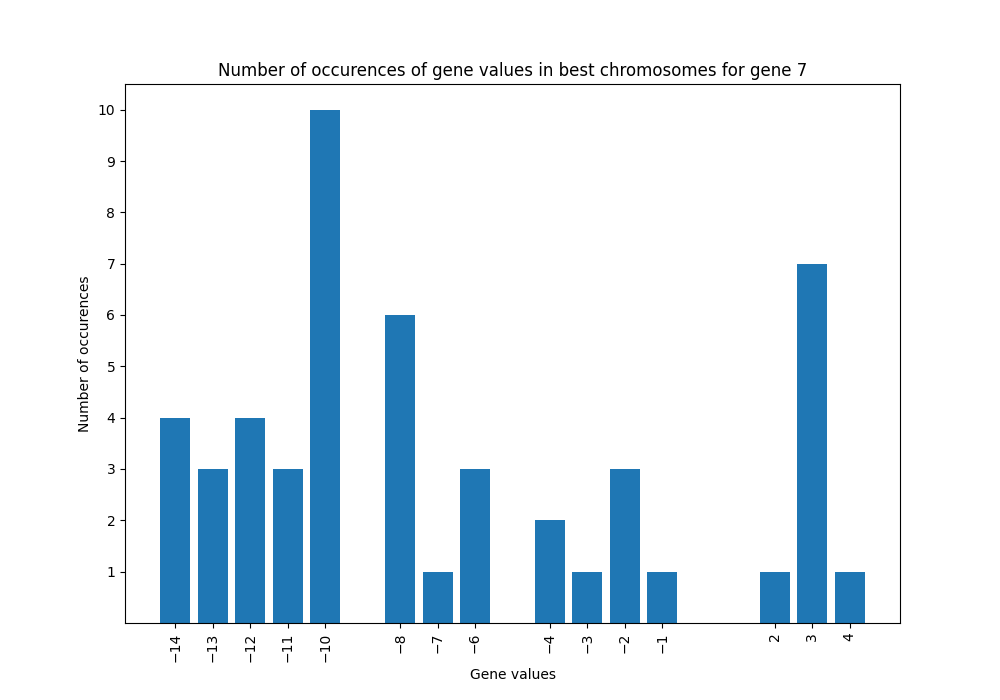 Number of occurences of gene values in best chromosomes for gene 7
Number of occurences
10
9
8
7
6
5
4
3
2
1
−14 −13 −12 −11 −10 −8 −7 −6 −4 −3 −2 −1 2 3 4
Gene values